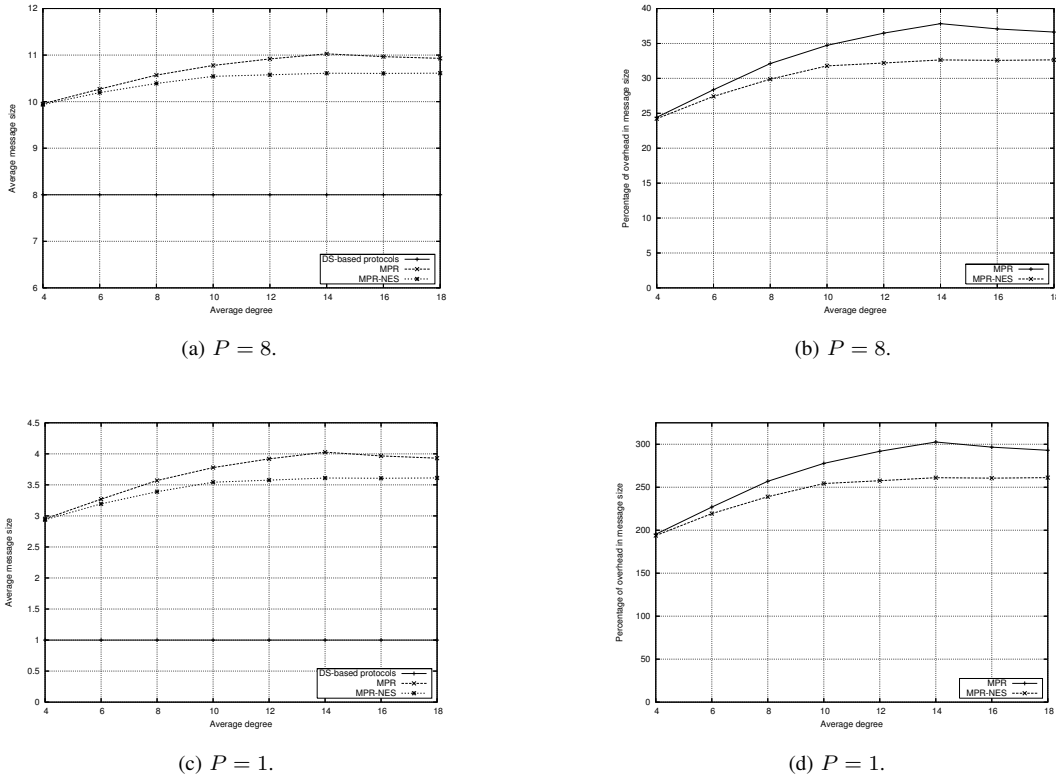 12
11
10
9
8
7
6
Average message size
DS-based protocols
MPR
MPR-NES
4 6 8 10 12 14 16 18
Average degree
(a) P = 8.
40
35
30
25
20
15
10
5
0
Percentage of overhead in message size
MPR
MPR-NES
4 6 8 10 12 14 16 18
Average degree
(b) P = 8.
4.5
4
3.5
3
2.5
2
1.5
1
0.5
0
Average message size
DS-based protocols
MPR
MPR-NES
4 6 8 10 12 14 16 18
Average degree
(c) P = 1.
300
250
200
150
100
50
0
Percentage of overhead in message size
MPR
MPR-NES
4 6 8 10 12 14 16 18
Average degree
(d) P = 1.